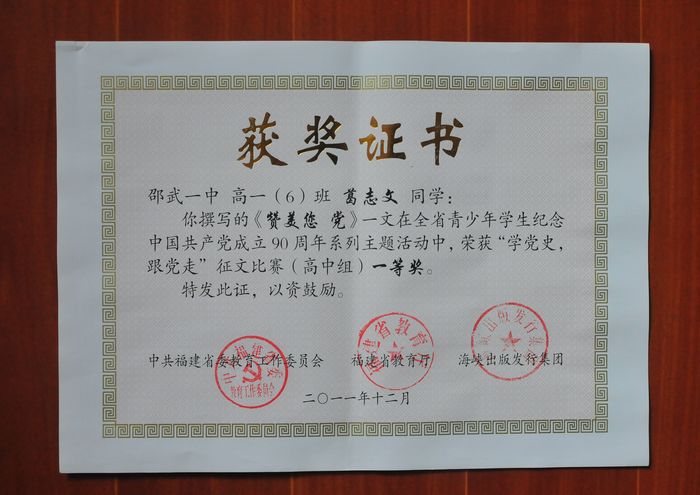 获奖证书
邵武一中 高一（6）班 葛志文 同学：
你撰写的《赞美您 党》一文在全省青少年学生纪念
中国共产党成立90周年系列主题活动中，荣获“学党史，
跟党走”征文比赛（高中组）一等奖。
特发此证，以资鼓励。
中共福建省委教育工作委员会 福建省教育厅 海峡出版发行集团
二〇一一年十二月